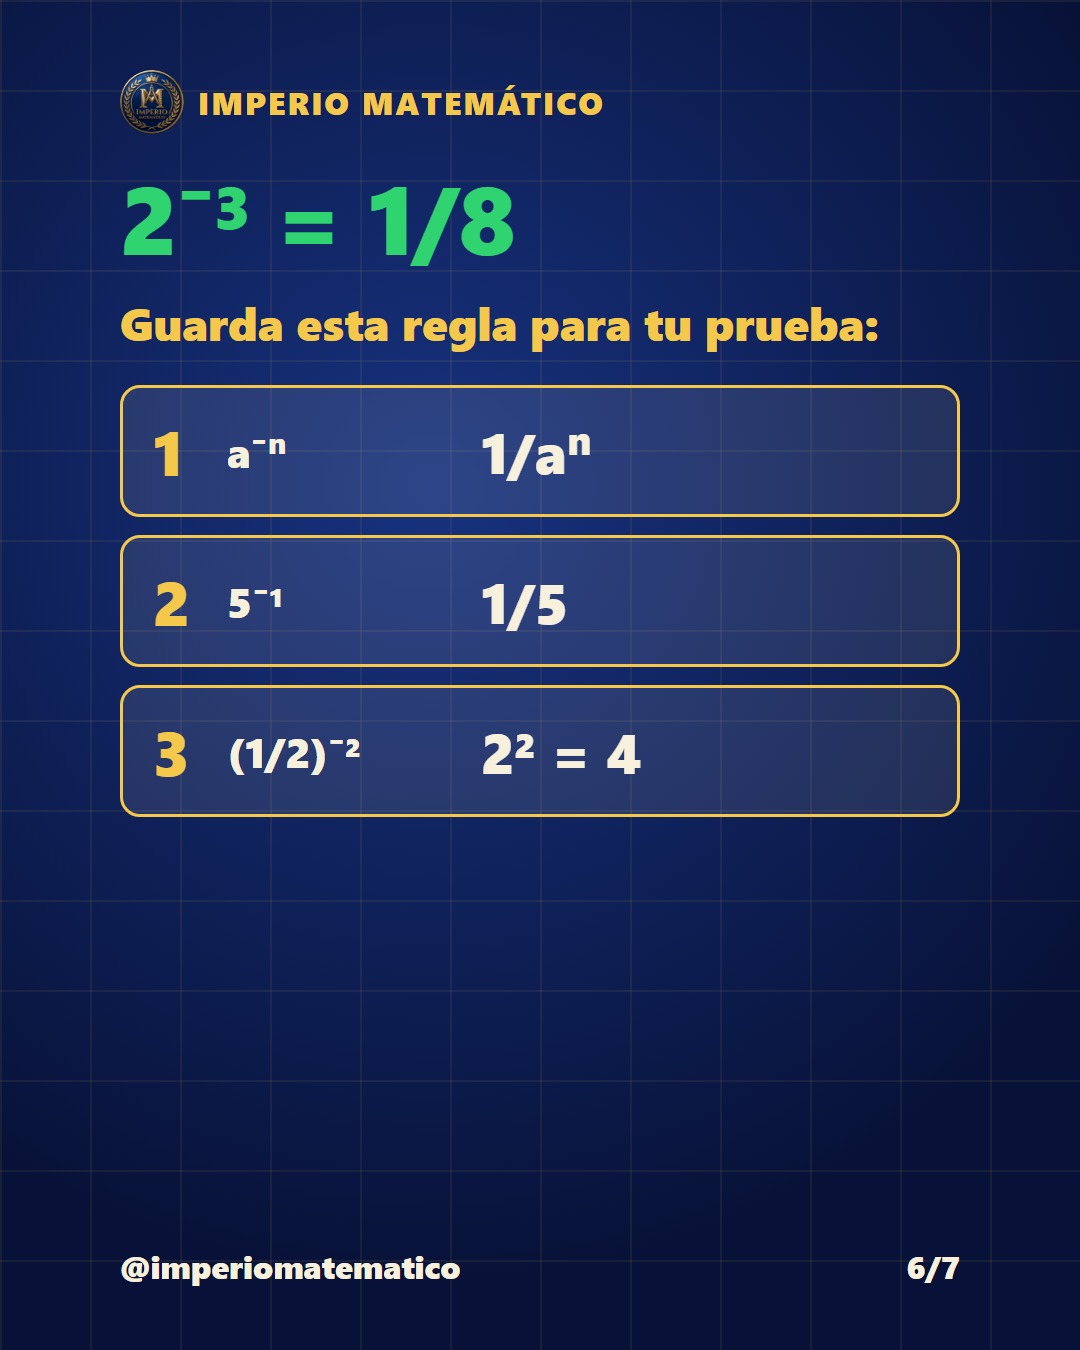 IMPERIO MATEMÁTICO
2⁻³ = 1/8
Guarda esta regla para tu prueba:
1 a⁻ⁿ 1/aⁿ
2 5⁻¹ 1/5
3 (1/2)⁻² 2² = 4
@imperiomatematico 6/7